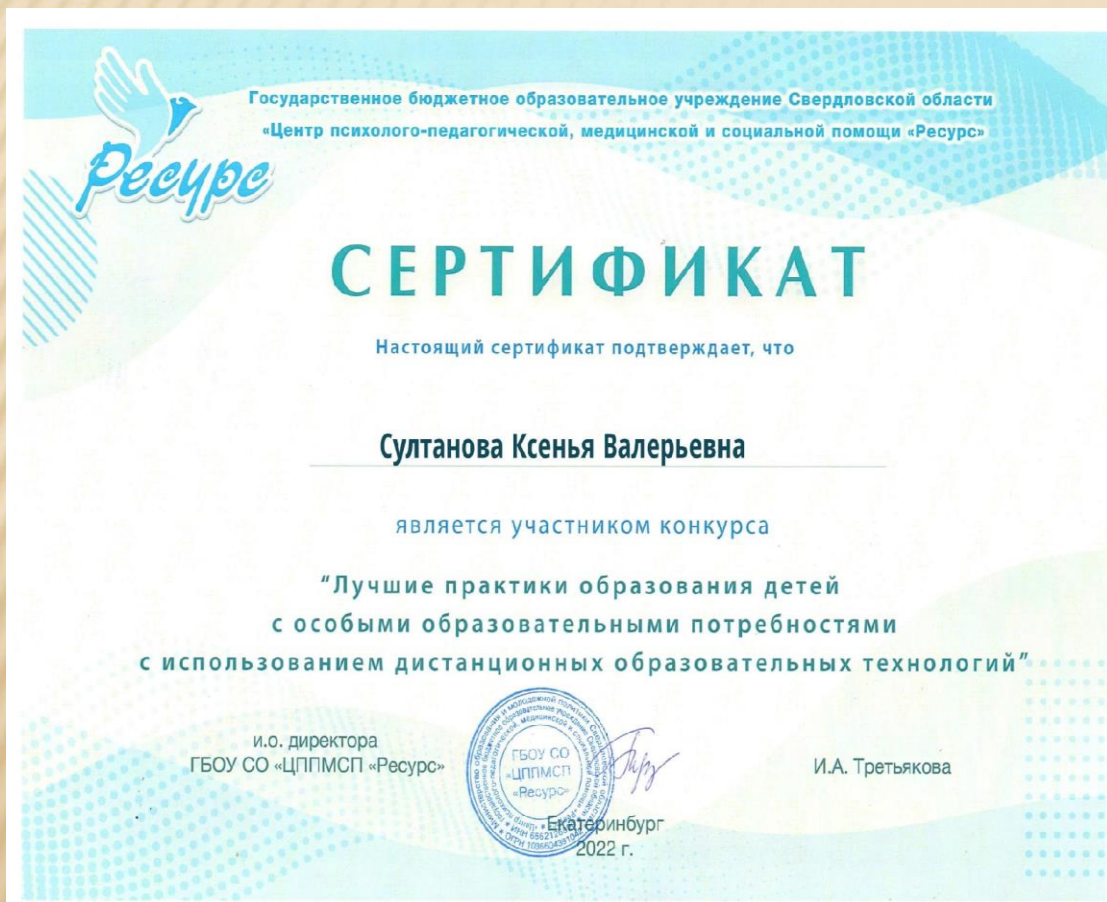 Государственное бюджетное образовательное учреждение Свердловской области
«Центр психолого-педагогической, медицинской и социальной помощи «Ресурс»
Ресурс
СЕРТИФИКАТ
Настоящий сертификат подтверждает, что
Султанова Ксенья Валерьевна
является участником конкурса
"Лучшие практики образования детей
с особыми образовательными потребностями
с использованием дистанционных образовательных технологий"
и.о. директора
ГБОУ СО «ЦППМСП «Ресурс»
ГБОУ СО
«ЦППМСП
«Ресурс»
И.А. Третьякова
Екатеринбург
2022 г.